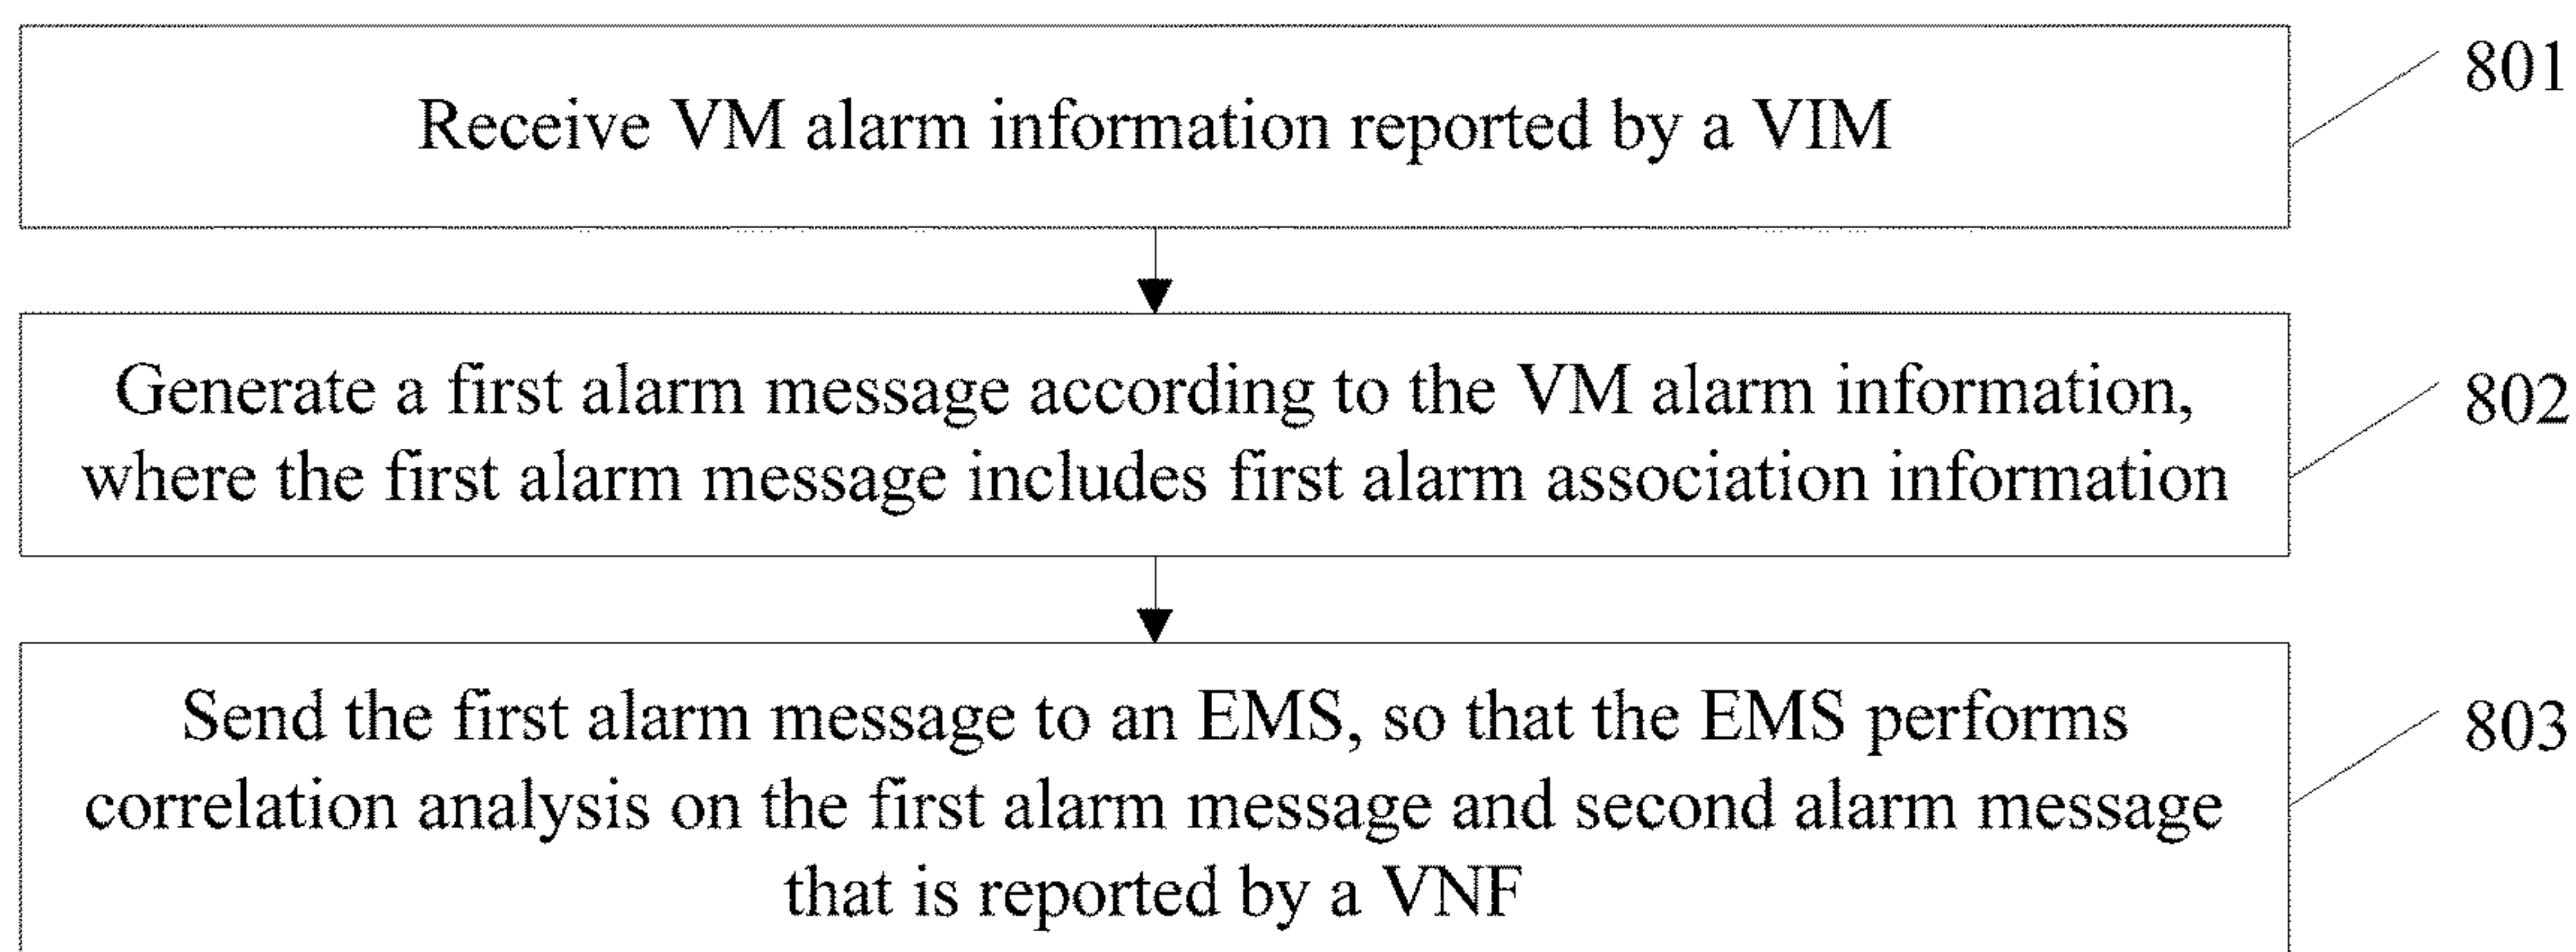 Receive VM alarm information reported by a VIM
801
Generate a first alarm message according to the VM alarm information,
where the first alarm message includes first alarm association information
802
Send the first alarm message to an EMS, so that the EMS performs
correlation analysis on the first alarm message and second alarm message
that is reported by a VNF
803